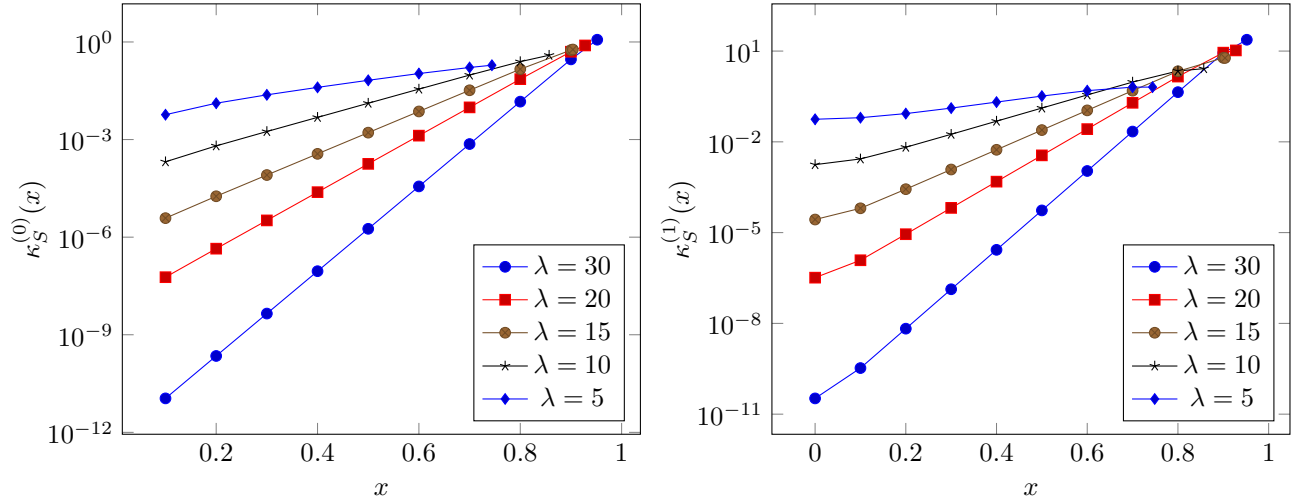 10^0
10^{-3}
10^{-6}
10^{-9}
10^{-12}
κ_S^{(0)}(x)
0.2 0.4 0.6 0.8 1
x
λ = 30
λ = 20
λ = 15
λ = 10
λ = 5
10^1
10^{-2}
10^{-5}
10^{-8}
10^{-11}
κ_S^{(1)}(x)
0 0.2 0.4 0.6 0.8 1
x
λ = 30
λ = 20
λ = 15
λ = 10
λ = 5